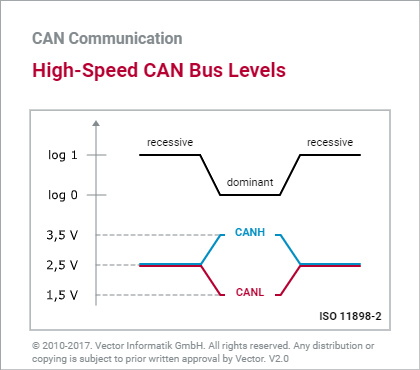 CAN Communication
High-Speed CAN Bus Levels
recessive recessive
log 1
dominant
log 0
3,5 V CANH
2,5 V
1,5 V CANL
ISO 11898-2
© 2010-2017. Vector Informatik GmbH. All rights reserved. Any distribution or
copying is subject to prior written approval by Vector. V2.0